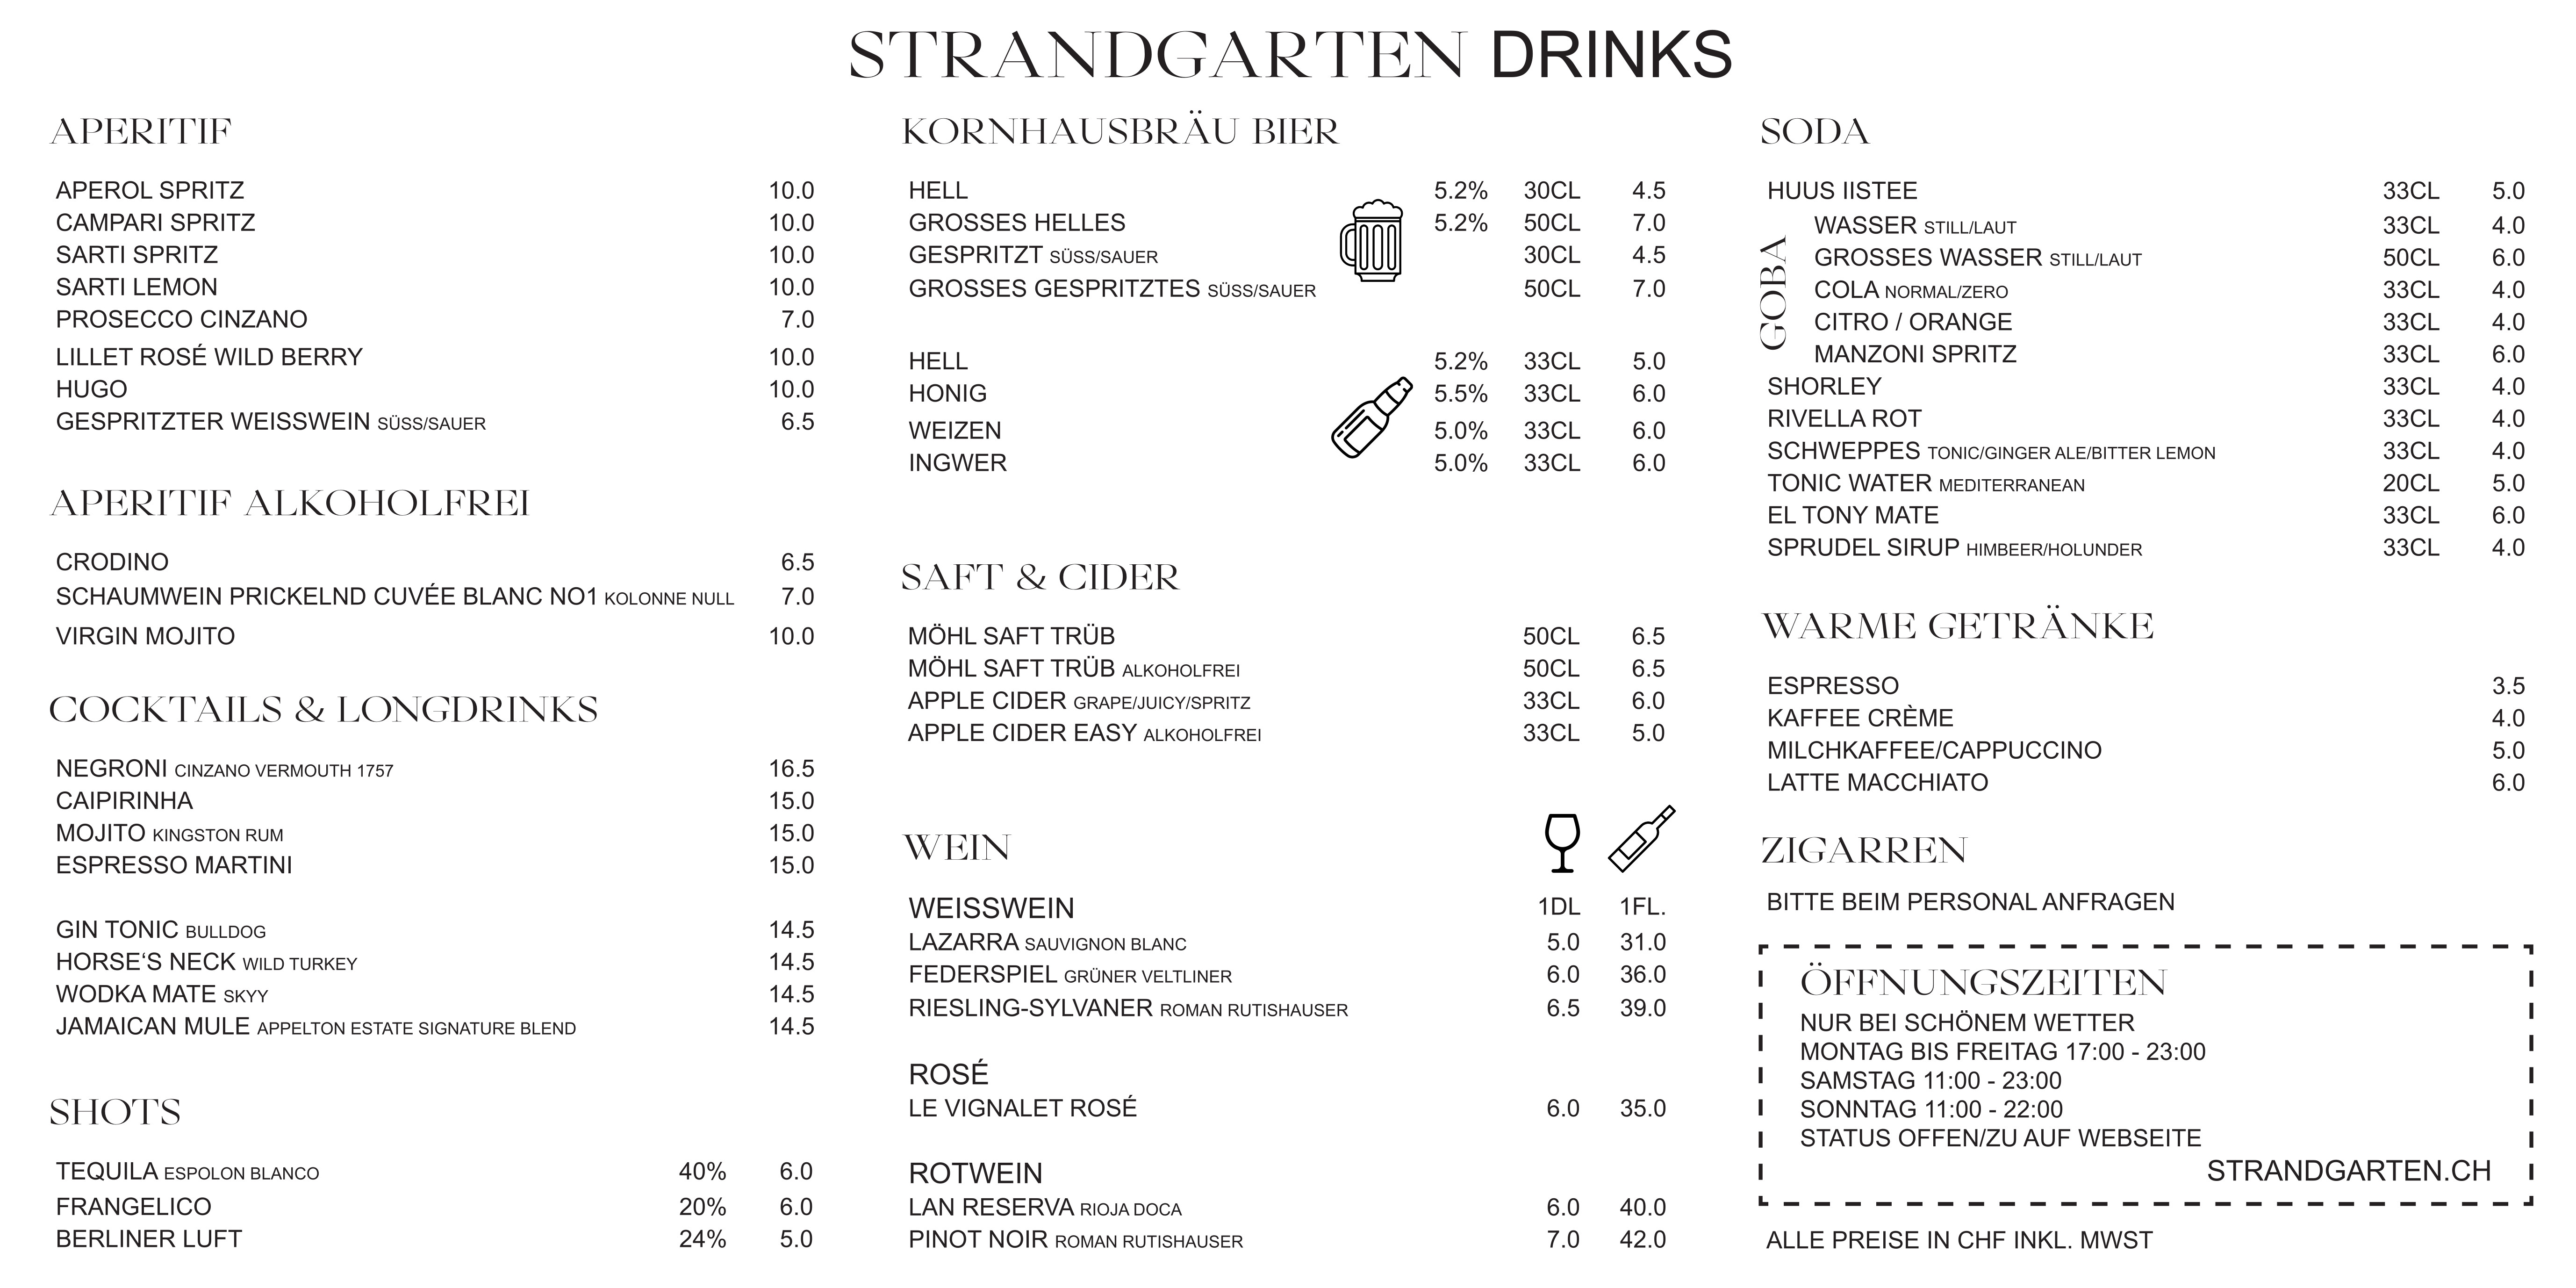 STRANDGARTEN DRINKS
APERITIF
APEROL SPRITZ 10.0
CAMPARI SPRITZ 10.0
SARTI SPRITZ 10.0
SARTI LEMON 10.0
PROSECCO CINZANO 7.0
LILLET ROSÉ WILD BERRY 10.0
HUGO 10.0
GESPRITZTER WEISSWEIN SÜSS/SAUER 6.5
APERITIF ALKOHOLFREI
CRODINO 6.5
SCHAUMWEIN PRICKELND CUVÉE BLANC NO1 KOLONNE NULL 7.0
VIRGIN MOJITO 10.0
COCKTAILS & LONGDRINKS
NEGRONI CINZANO VERMOUTH 1757 16.5
CAIPIRINHA 15.0
MOJITO KINGSTON RUM 15.0
ESPRESSO MARTINI 15.0
GIN TONIC BULLDOG 14.5
HORSE‘S NECK WILD TURKEY 14.5
WODKA MATE SKYY 14.5
JAMAICAN MULE APPELTON ESTATE SIGNATURE BLEND 14.5
SHOTS
TEQUILA ESPOLON BLANCO 40% 6.0
FRANGELICO 20% 6.0
BERLINER LUFT 24% 5.0
KORNHAUSBRÄU BIER
HELL 5.2% 30CL 4.5
GROSSES HELLES 5.2% 50CL 7.0
GESPRITZT SÜSS/SAUER 30CL 4.5
GROSSES GESPRITZTES SÜSS/SAUER 50CL 7.0
HELL 5.2% 33CL 5.0
HONIG 5.5% 33CL 6.0
WEIZEN 5.0% 33CL 6.0
INGWER 5.0% 33CL 6.0
SAFT & CIDER
MÖHL SAFT TRÜB 50CL 6.5
MÖHL SAFT TRÜB ALKOHOLFREI 50CL 6.5
APPLE CIDER GRAPE/JUICY/SPRITZ 33CL 6.0
APPLE CIDER EASY ALKOHOLFREI 33CL 5.0
WEIN
WEISSWEIN 1DL 1FL.
LAZARRA SAUVIGNON BLANC 5.0 31.0
FEDERSPIEL GRÜNER VELTLINER 6.0 36.0
RIESLING-SYLVANER ROMAN RUTISHAUSER 6.5 39.0
ROSÉ
LE VIGNALET ROSÉ 6.0 35.0
ROTWEIN
LAN RESERVA RIOJA DOCA 6.0 40.0
PINOT NOIR ROMAN RUTISHAUSER 7.0 42.0
SODA
HUUS IISTEE 33CL 5.0
GOBA
WASSER STILL/LAUT 33CL 4.0
GROSSES WASSER STILL/LAUT 50CL 6.0
COLA NORMAL/ZERO 33CL 4.0
CITRO / ORANGE 33CL 4.0
MANZONI SPRITZ 33CL 6.0
SHORLEY 33CL 4.0
RIVELLA ROT 33CL 4.0
SCHWEPPES TONIC/GINGER ALE/BITTER LEMON 33CL 4.0
TONIC WATER MEDITERRANEAN 20CL 5.0
EL TONY MATE 33CL 6.0
SPRUDEL SIRUP HIMBEER/HOLUNDER 33CL 4.0
WARME GETRÄNKE
ESPRESSO 3.5
KAFFEE CRÈME 4.0
MILCHKAFFEE/CAPPUCCINO 5.0
LATTE MACCHIATO 6.0
ZIGARREN
BITTE BEIM PERSONAL ANFRAGEN
ÖFFNUNGSZEITEN
NUR BEI SCHÖNEM WETTER
MONTAG BIS FREITAG 17:00 - 23:00
SAMSTAG 11:00 - 23:00
SONNTAG 11:00 - 22:00
STATUS OFFEN/ZU AUF WEBSEITE
STRANDGARTEN.CH
ALLE PREISE IN CHF INKL. MWST